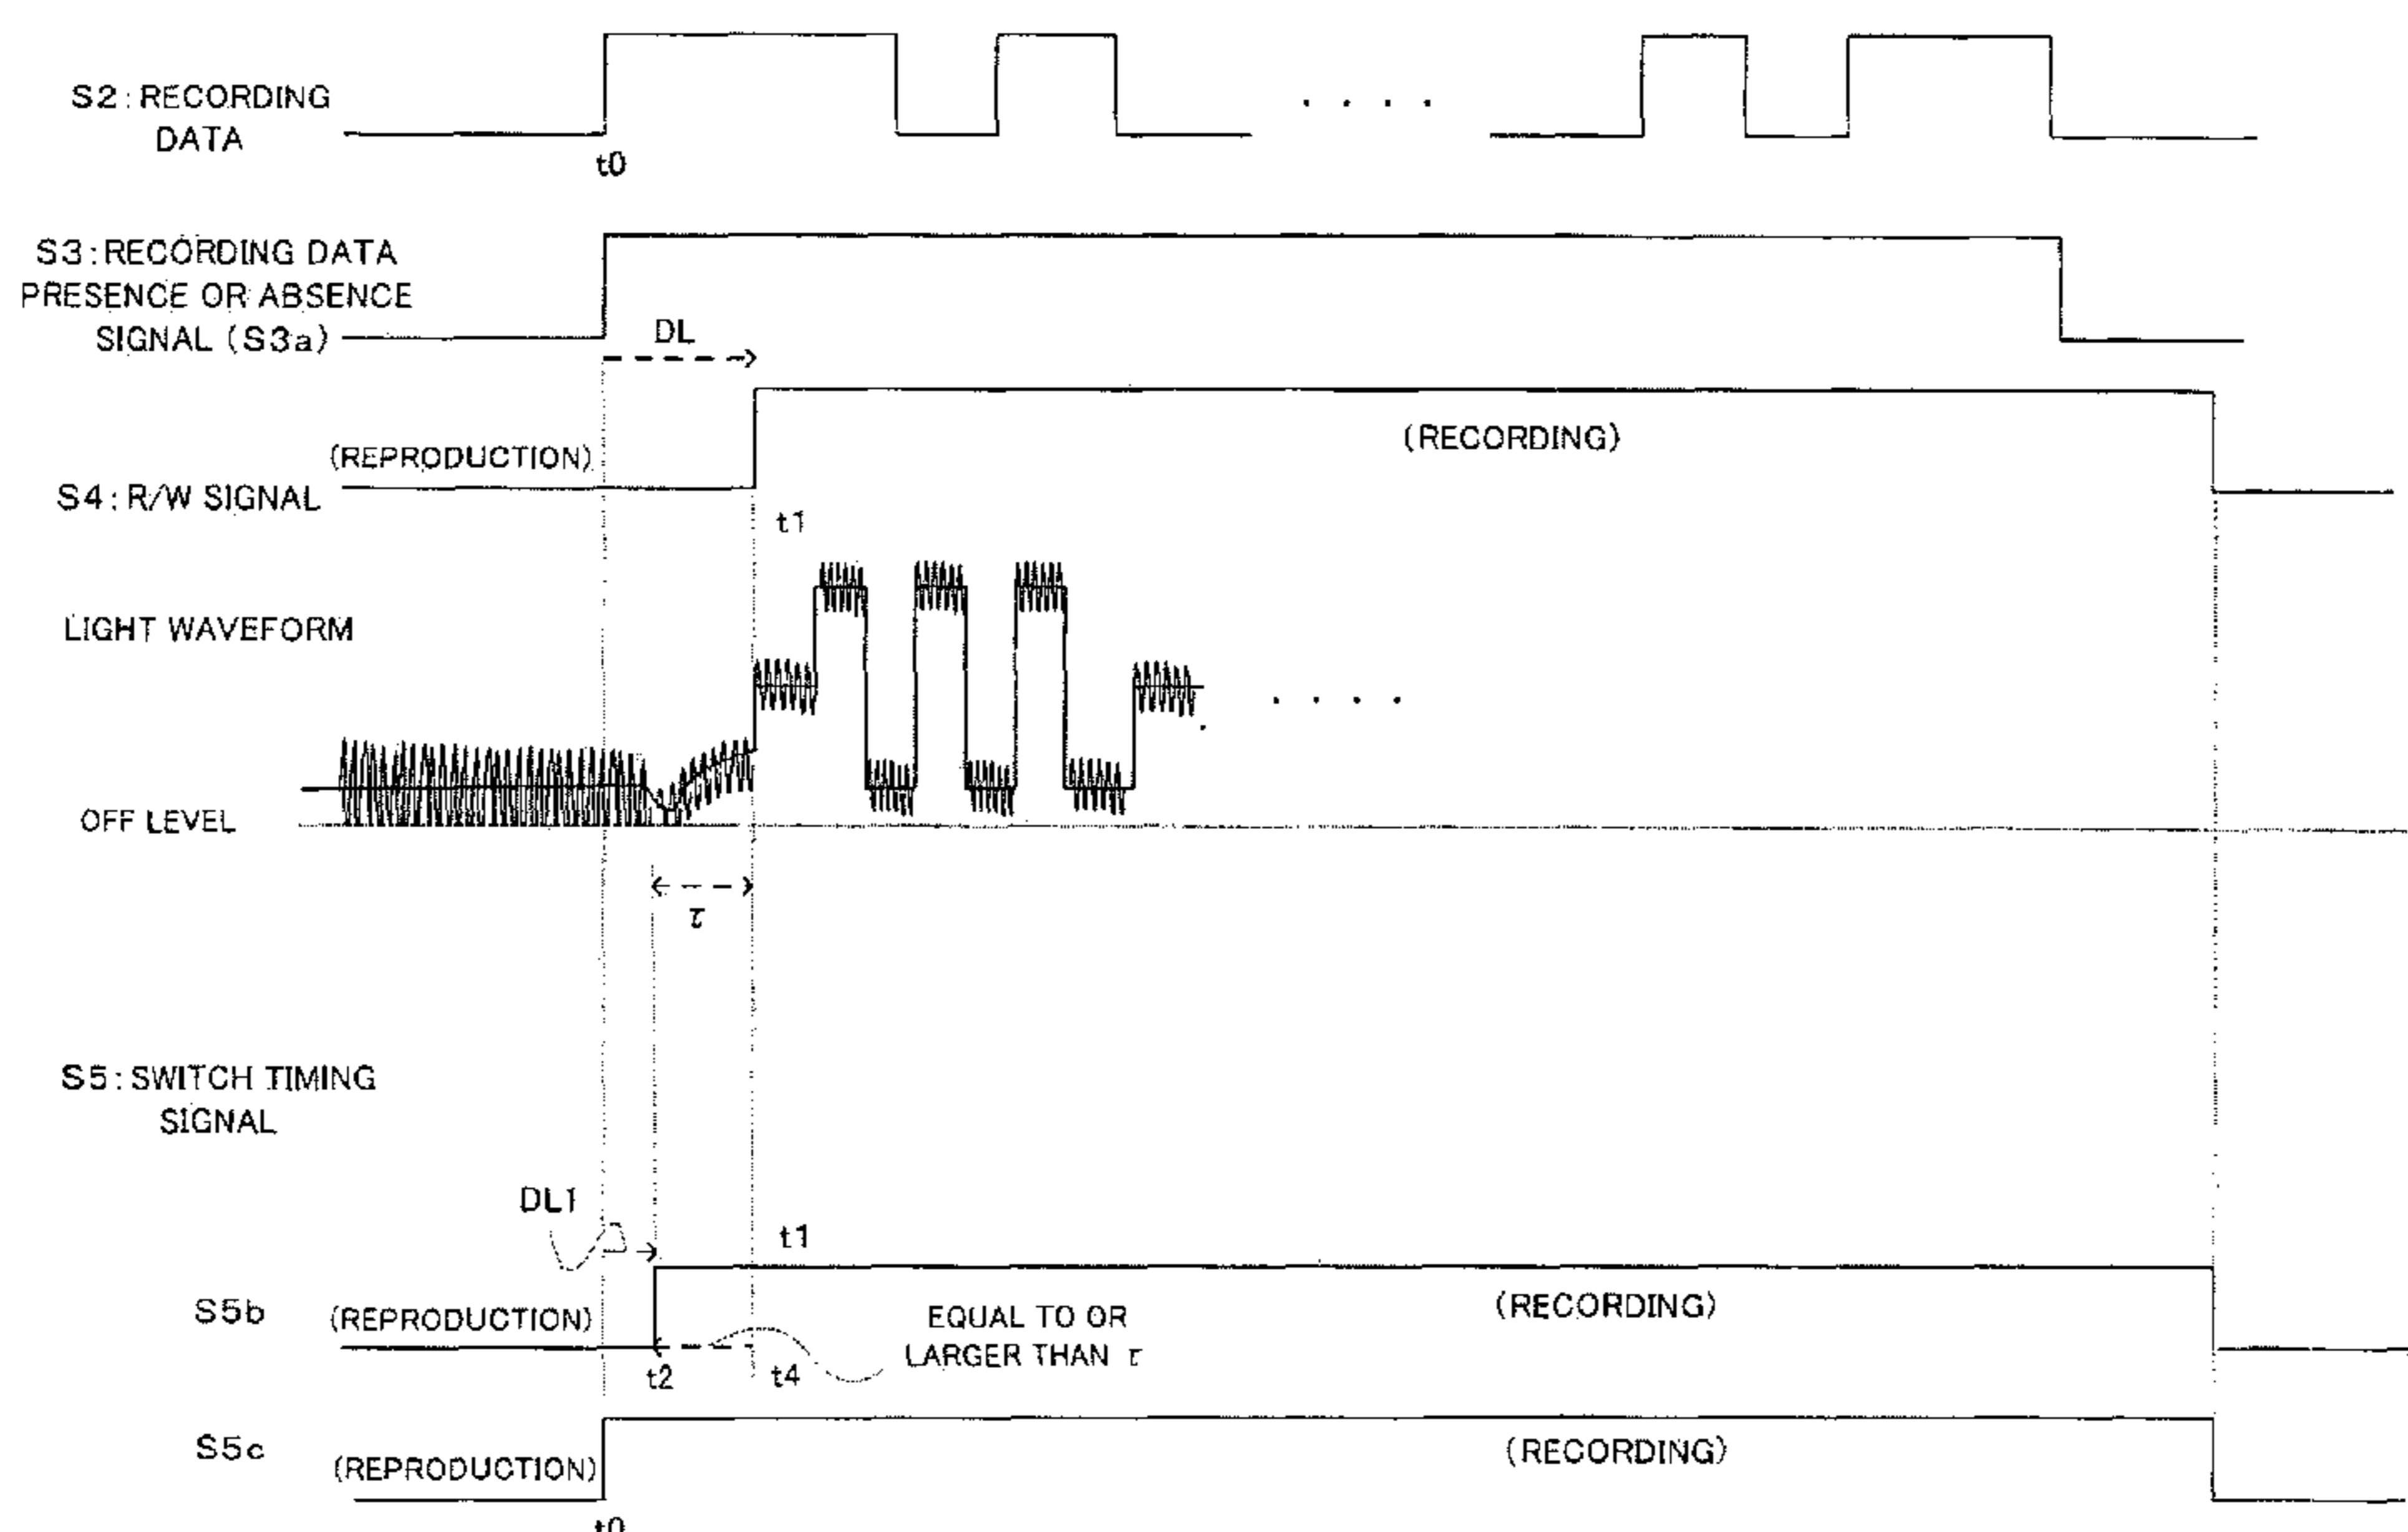 S2:RECORDING
DATA
t0
S3:RECORDING DATA
PRESENCE OR ABSENCE
SIGNAL (S3a)
DL
(REPRODUCTION)
(RECORDING)
S4:R/W SIGNAL
t1
LIGHT WAVEFORM
OFF LEVEL
τ
S5:SWITCH TIMING
SIGNAL
DL1
t1
S5b
(REPRODUCTION)
EQUAL TO OR
LARGER THAN τ
(RECORDING)
t2
t4
S5c
(REPRODUCTION)
(RECORDING)
t0